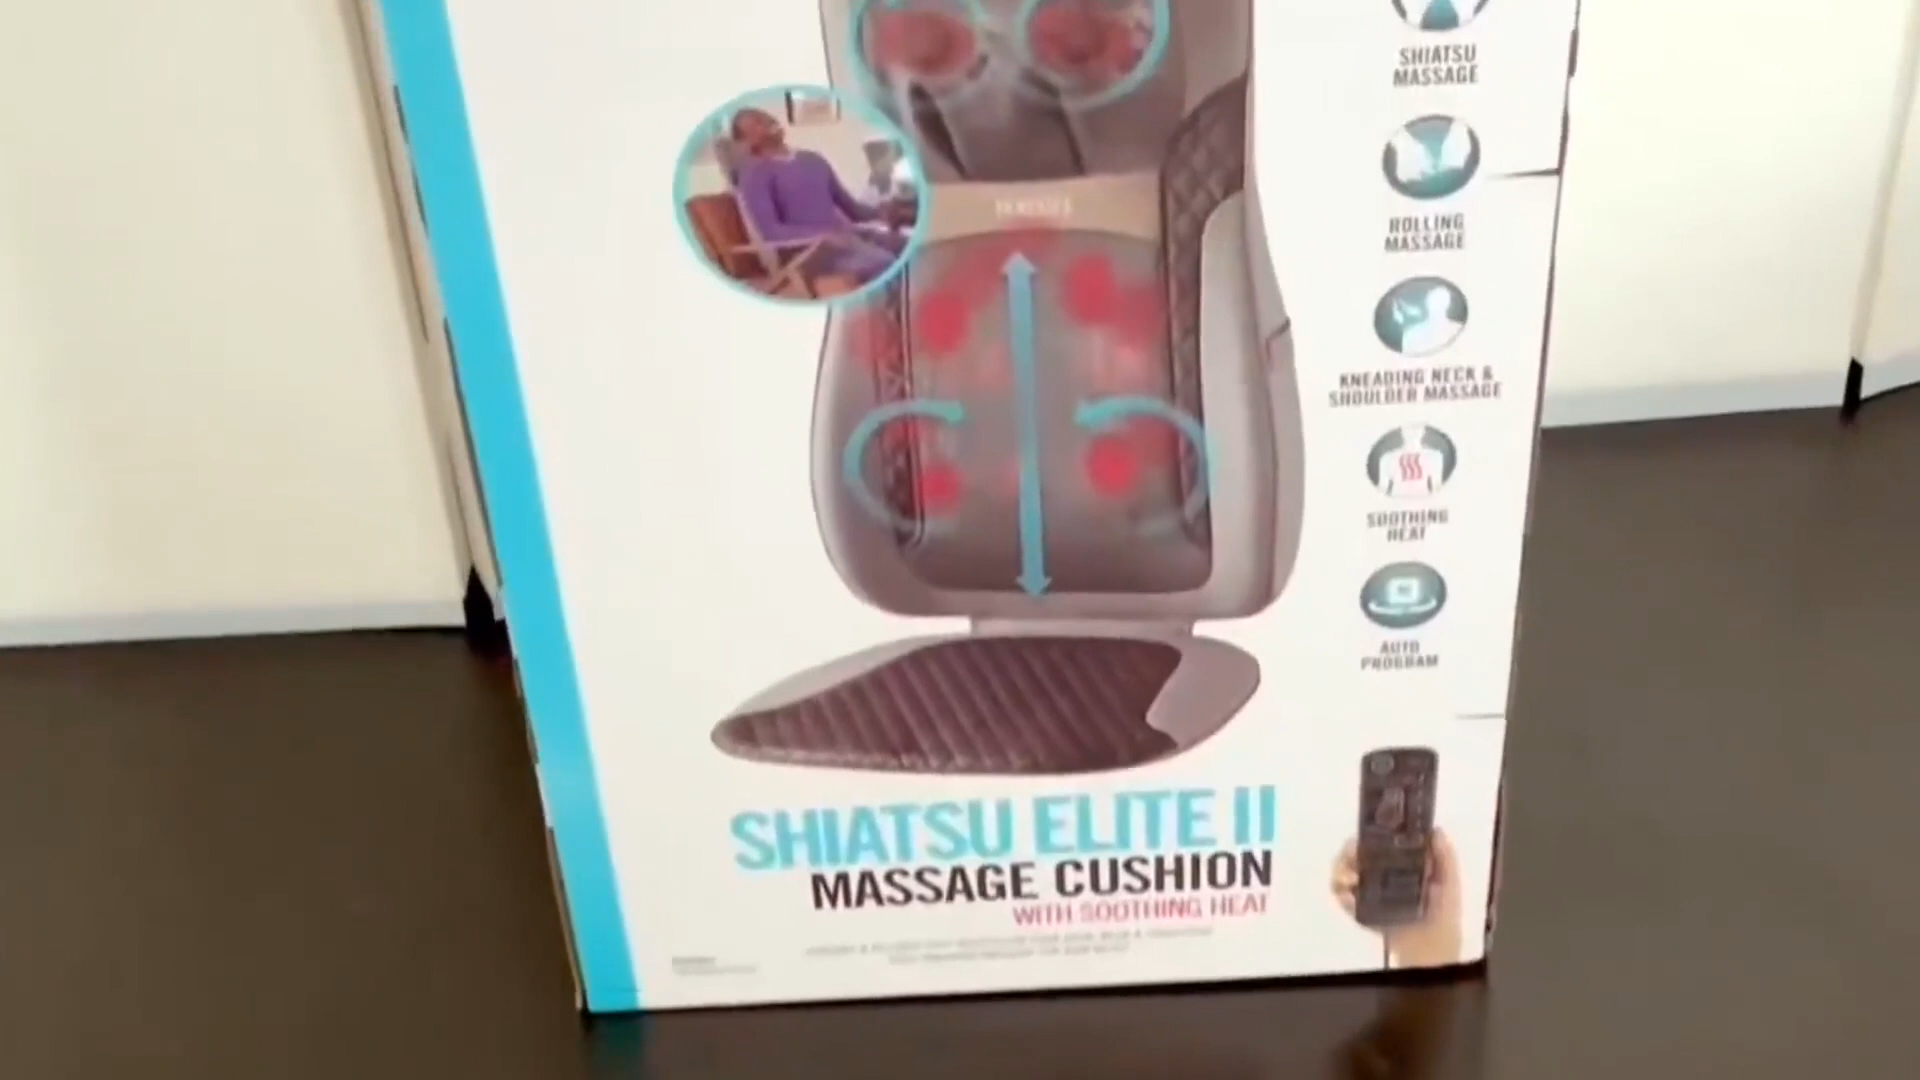 SHIATSU
MASSAGE
ROLLING
MASSAGE
KNEADING NECK &
SHOULDER MASSAGE
SOOTHING
HEAT
AUTO
PROGRAM
SHIATSU ELITE II
MASSAGE CUSHION
WITH SOOTHING HEAT